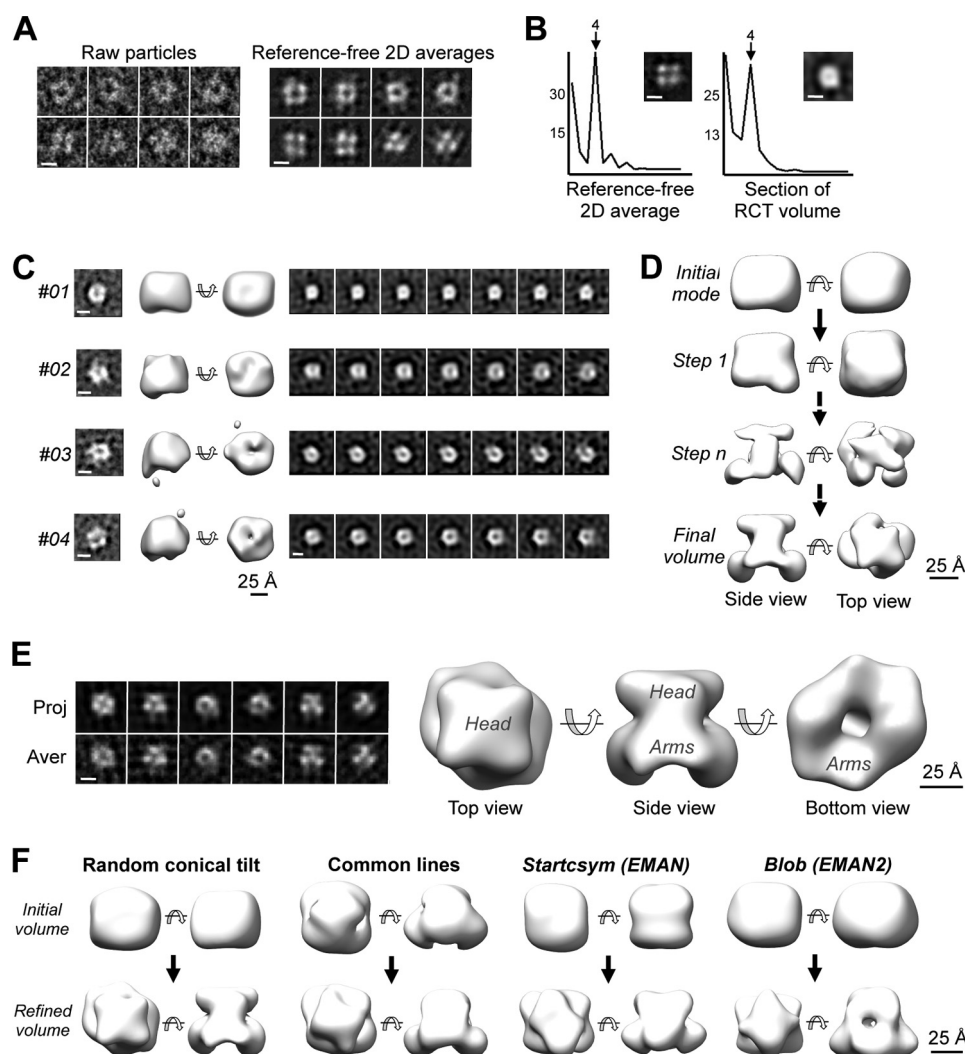 A
Raw particles
Reference-free 2D averages
B
4
30
15
Reference-free
2D average
4
25
13
Section of
RCT volume
C
#01
#02
#03
#04
25 Å
D
Initial
mode
Step 1
Step n
Final
volume
Side view
Top view
25 Å
E
Proj
Aver
Head
Top view
Head
Arms
Side view
Arms
Bottom view
25 Å
F
Random conical tilt
Common lines
Startcsym (EMAN)
Blob (EMAN2)
Initial
volume
Refined
volume
25 Å